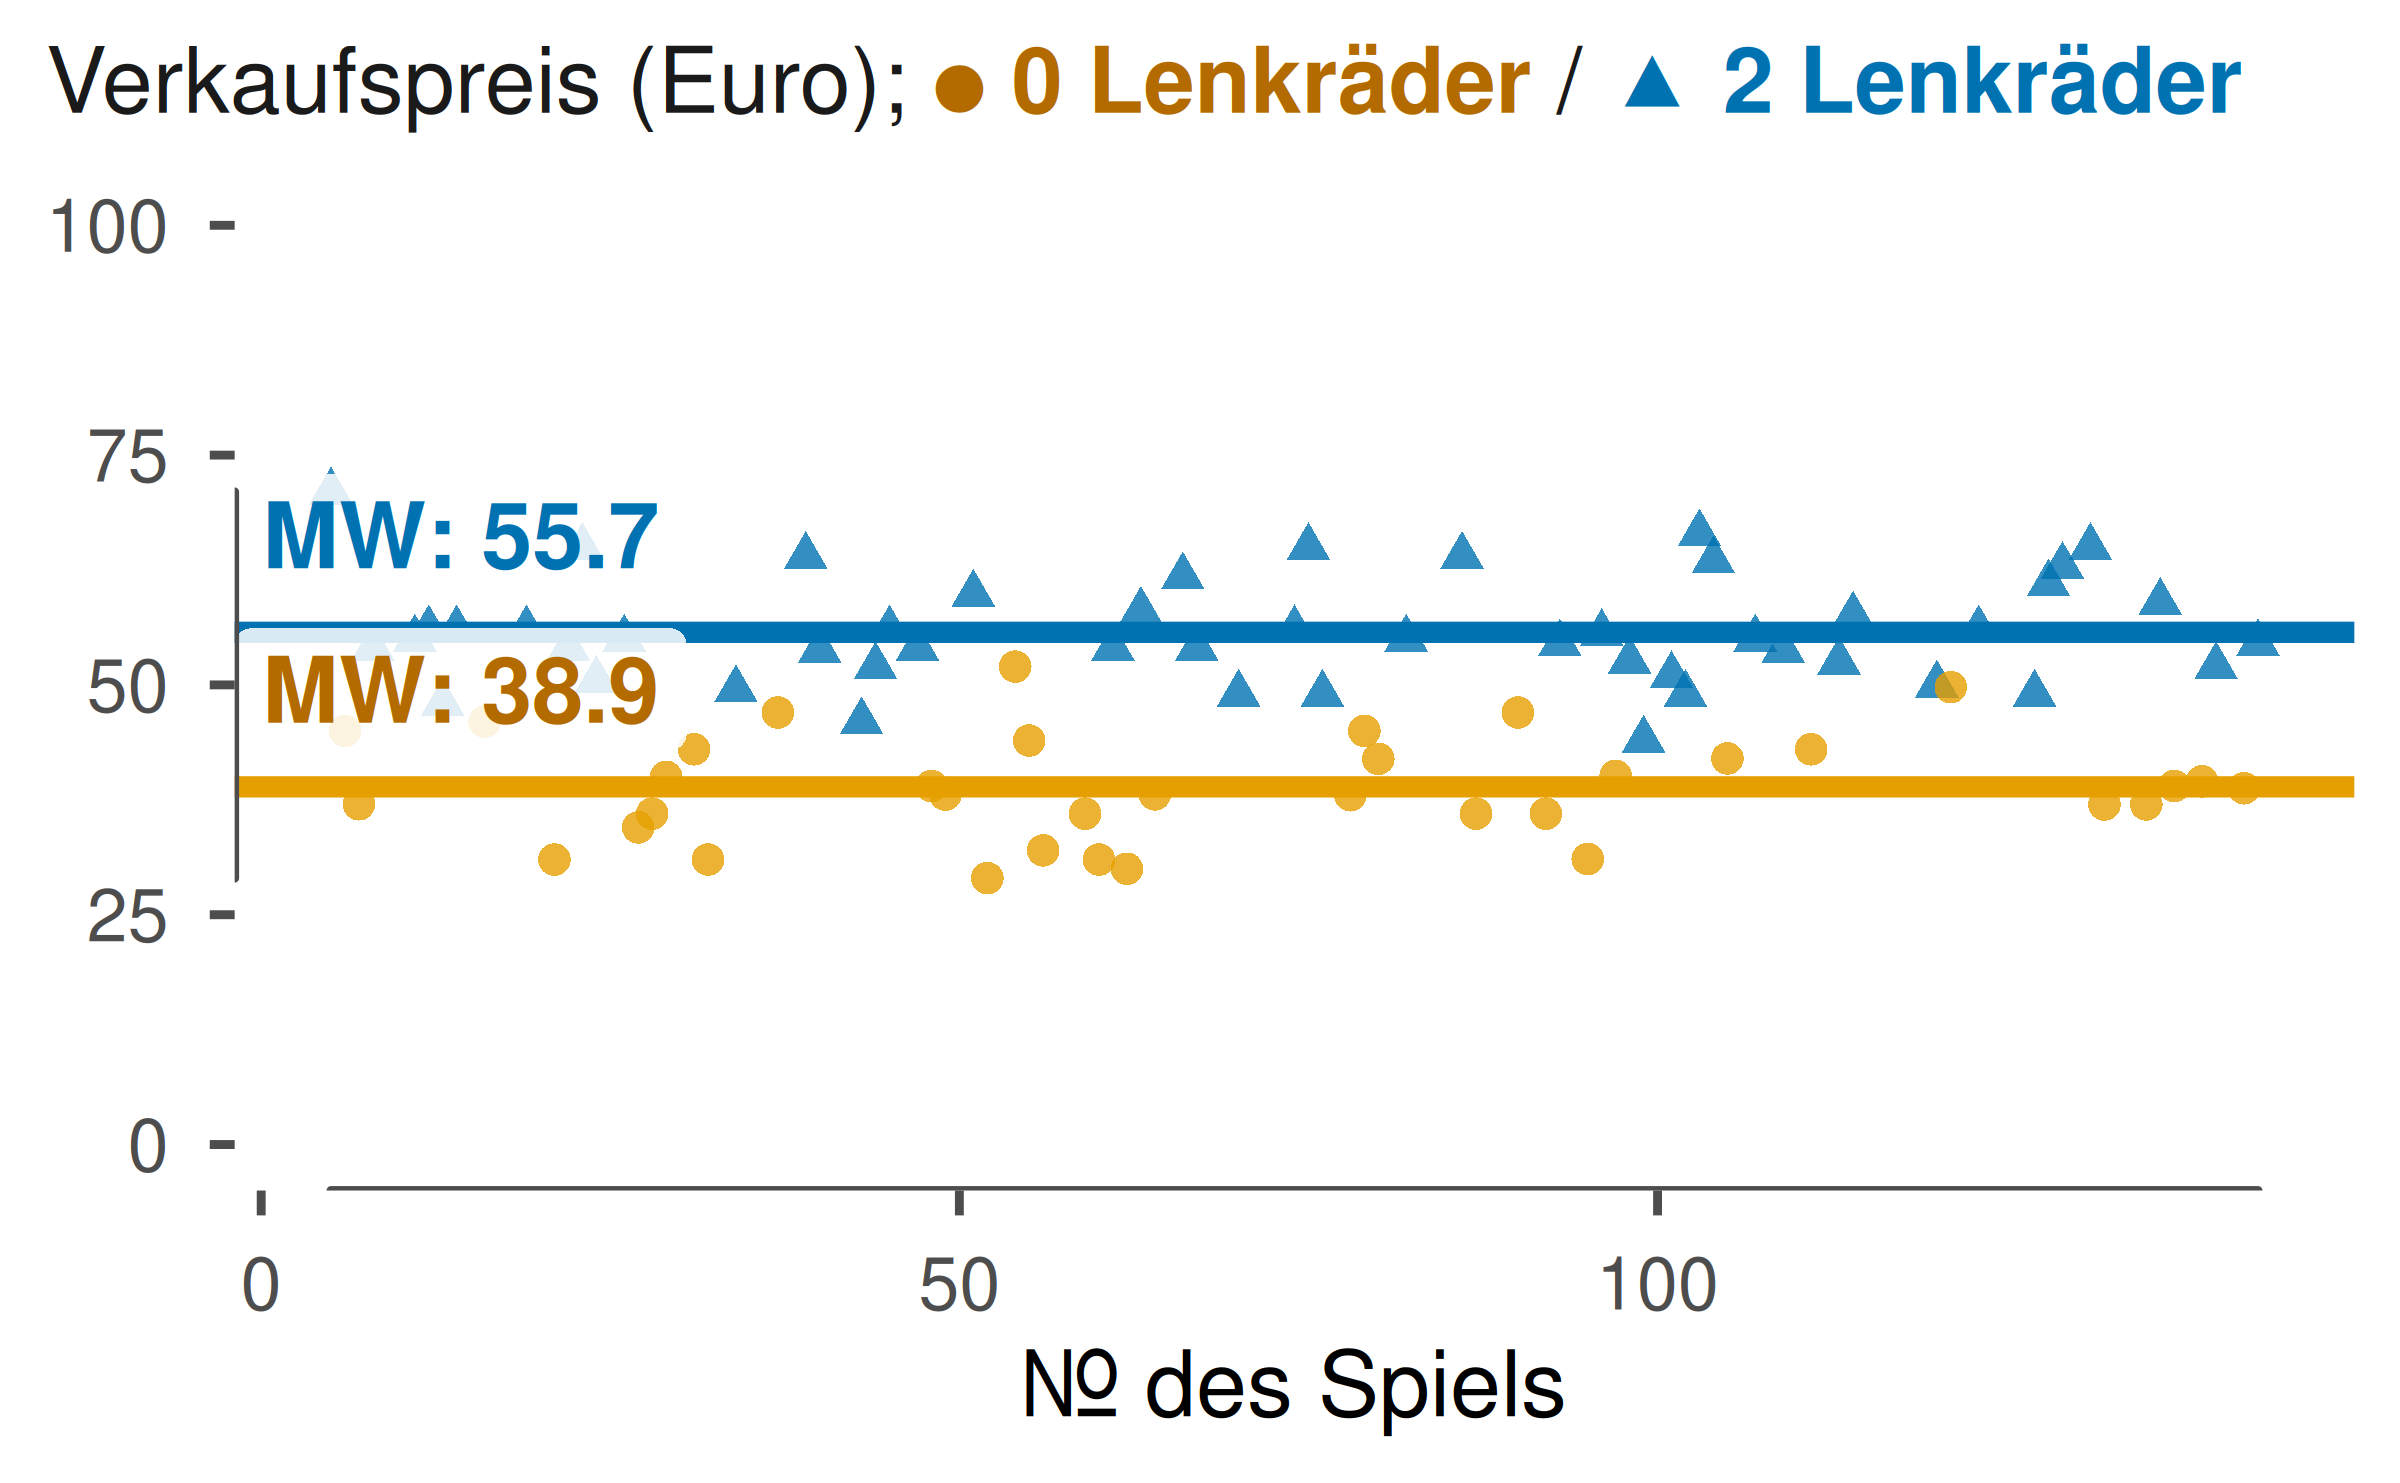 Verkaufspreis (Euro); ● 0 Lenkräder / ▲ 2 Lenkräder
100
75
MW: 55.7
50
MW: 38.9
25
0
0 50 100
Nº des Spiels